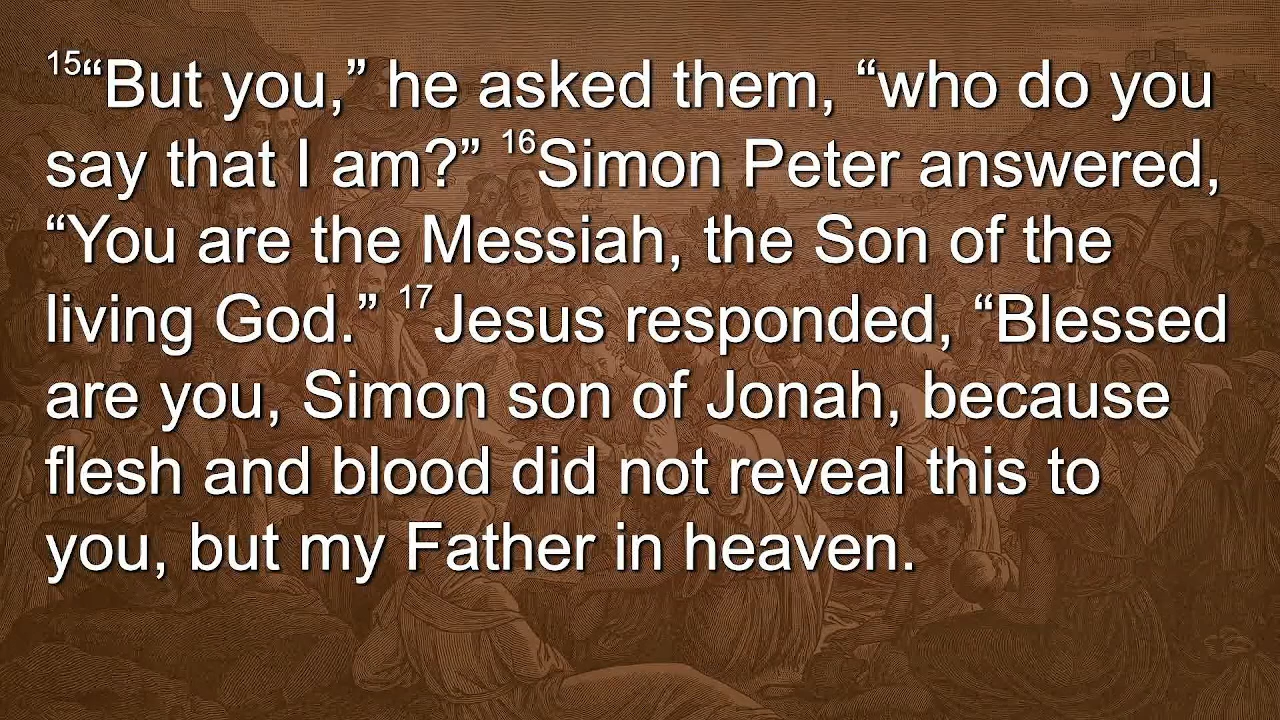 15“But you,” he asked them, “who do you
say that I am?” 16Simon Peter answered,
“You are the Messiah, the Son of the
living God.” 17Jesus responded, “Blessed
are you, Simon son of Jonah, because
flesh and blood did not reveal this to
you, but my Father in heaven.